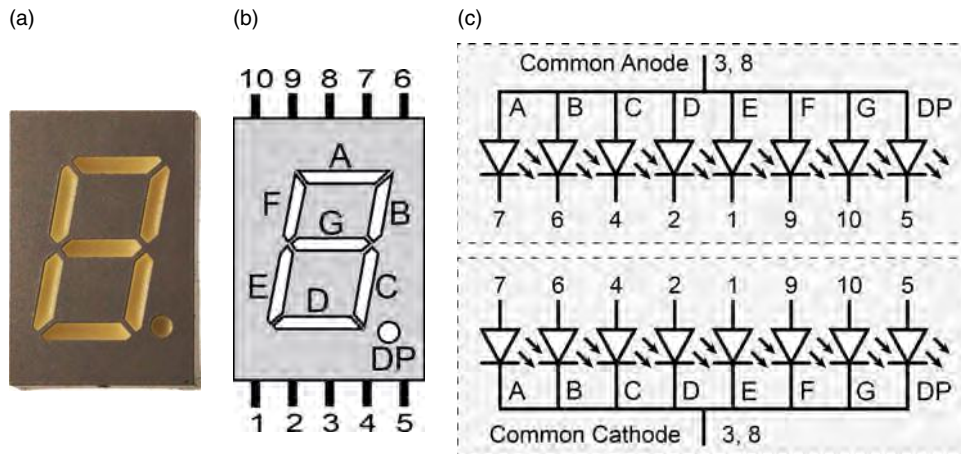 (a)
(b)
10 9 8 7 6
A
F
B
G
E
C
D
DP
1 2 3 4 5
(c)
Common Anode 3, 8
A B C D E F G DP
7 6 4 2 1 9 10 5
7 6 4 2 1 9 10 5
A B C D E F G DP
Common Cathode 3, 8